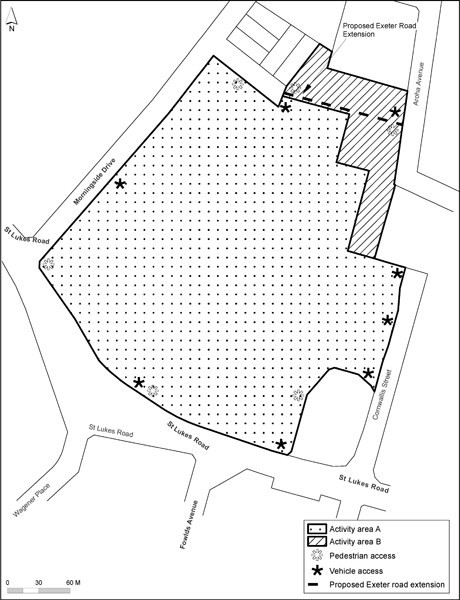 N
Proposed Exeter Road
Extension
Aroha Avenue
Morningside Drive
St Lukes Road
Cornwallis Street
St Lukes Road
St Lukes Road
St Lukes Road
Wagener Place
Fowlds Avenue
Activity area A
Activity area B
Pedestrian access
Vehicle access
Proposed Exeter road extension
0 30 60 M